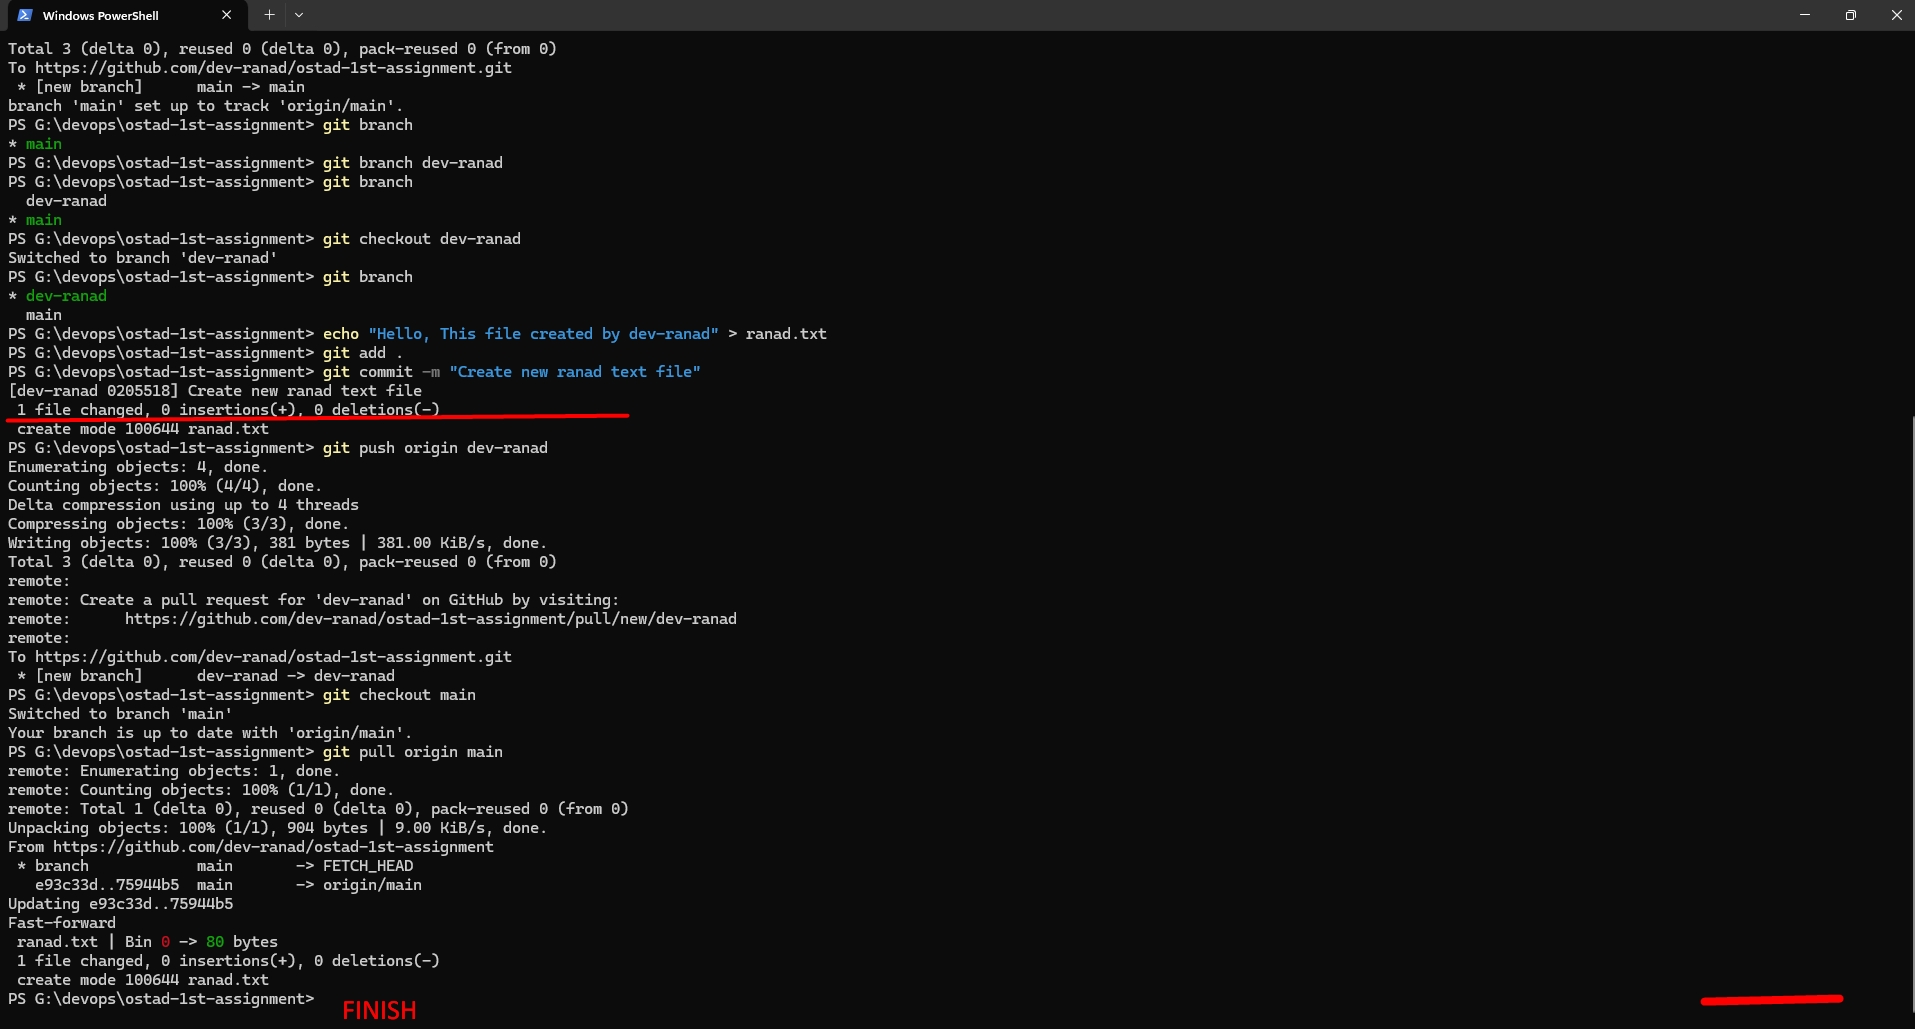 Windows PowerShell
Total 3 (delta 0), reused 0 (delta 0), pack-reused 0 (from 0)
To https://github.com/dev-ranad/ostad-1st-assignment.git
 * [new branch]      main -> main
branch 'main' set up to track 'origin/main'.
PS G:\devops\ostad-1st-assignment> git branch
* main
PS G:\devops\ostad-1st-assignment> git branch dev-ranad
PS G:\devops\ostad-1st-assignment> git branch
  dev-ranad
* main
PS G:\devops\ostad-1st-assignment> git checkout dev-ranad
Switched to branch 'dev-ranad'
PS G:\devops\ostad-1st-assignment> git branch
* dev-ranad
  main
PS G:\devops\ostad-1st-assignment> echo "Hello, This file created by dev-ranad" > ranad.txt
PS G:\devops\ostad-1st-assignment> git add .
PS G:\devops\ostad-1st-assignment> git commit -m "Create new ranad text file"
[dev-ranad 0205518] Create new ranad text file
 1 file changed, 0 insertions(+), 0 deletions(-)
 create mode 100644 ranad.txt
PS G:\devops\ostad-1st-assignment> git push origin dev-ranad
Enumerating objects: 4, done.
Counting objects: 100% (4/4), done.
Delta compression using up to 4 threads
Compressing objects: 100% (3/3), done.
Writing objects: 100% (3/3), 381 bytes | 381.00 KiB/s, done.
Total 3 (delta 0), reused 0 (delta 0), pack-reused 0 (from 0)
remote:
remote: Create a pull request for 'dev-ranad' on GitHub by visiting:
remote:      https://github.com/dev-ranad/ostad-1st-assignment/pull/new/dev-ranad
remote:
To https://github.com/dev-ranad/ostad-1st-assignment.git
 * [new branch]      dev-ranad -> dev-ranad
PS G:\devops\ostad-1st-assignment> git checkout main
Switched to branch 'main'
Your branch is up to date with 'origin/main'.
PS G:\devops\ostad-1st-assignment> git pull origin main
remote: Enumerating objects: 1, done.
remote: Counting objects: 100% (1/1), done.
remote: Total 1 (delta 0), reused 0 (delta 0), pack-reused 0 (from 0)
Unpacking objects: 100% (1/1), 904 bytes | 9.00 KiB/s, done.
From https://github.com/dev-ranad/ostad-1st-assignment
 * branch            main       -> FETCH_HEAD
   e93c33d..75944b5  main       -> origin/main
Updating e93c33d..75944b5
Fast-forward
 ranad.txt | Bin 0 -> 80 bytes
 1 file changed, 0 insertions(+), 0 deletions(-)
 create mode 100644 ranad.txt
PS G:\devops\ostad-1st-assignment>
FINISH